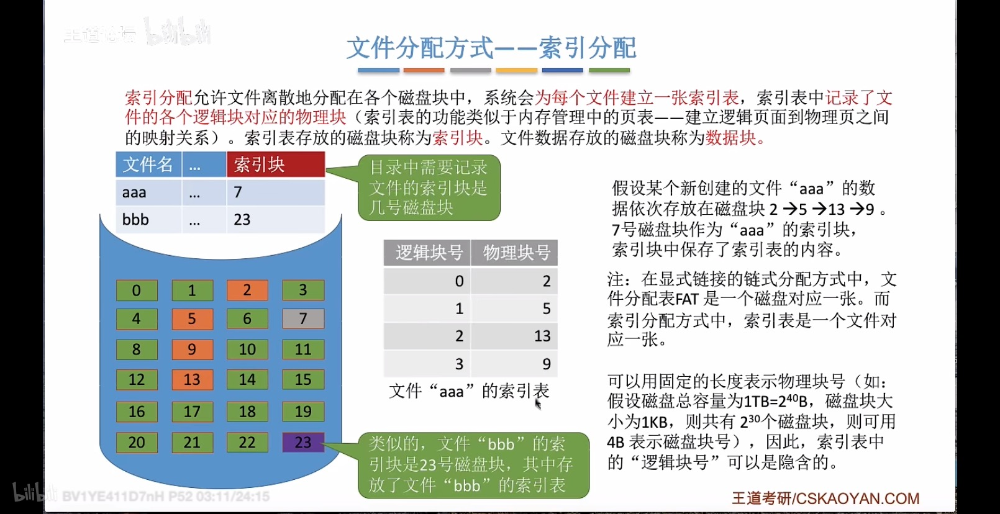 王道论坛 bilibili
文件分配方式——索引分配
索引分配允许文件离散地分配在各个磁盘块中，系统会为每个文件建立一张索引表，索引表中记录了文
件的各个逻辑块对应的物理块（索引表的功能类似于内存管理中的页表——建立逻辑页面到物理页之间
的映射关系）。索引表存放的磁盘块称为索引块。文件数据存放的磁盘块称为数据块。
文件名 ... 索引块
aaa ... 7
bbb ... 23
目录中需要记录
文件的索引块是
几号磁盘块
0 1 2 3
4 5 6 7
8 9 10 11
12 13 14 15
16 17 18 19
20 21 22 23
逻辑块号 物理块号
0 2
1 5
2 13
3 9
文件“aaa”的索引表
类似的，文件“bbb”的索
引块是23号磁盘块，其中存
放了文件“bbb”的索引表
假设某个新创建的文件“aaa”的数
据依次存放在磁盘块 2 →5 →13 →9 。
7号磁盘块作为“aaa”的索引块，
索引块中保存了索引表的内容。
注：在显式链接的链式分配方式中，文
件分配表FAT 是一个磁盘对应一张。而
索引分配方式中，索引表是一个文件对
应一张。
可以用固定的长度表示物理块号（如：
假设磁盘总容量为1TB=2⁴⁰B，磁盘块大
小为1KB，则共有 2³⁰个磁盘块，则可用
4B 表示磁盘块号），因此，索引表中
的“逻辑块号”可以是隐含的。
bilibili BV1YE411D7nH P52 03:11/24:15
王道考研/CSKAOYAN.COM